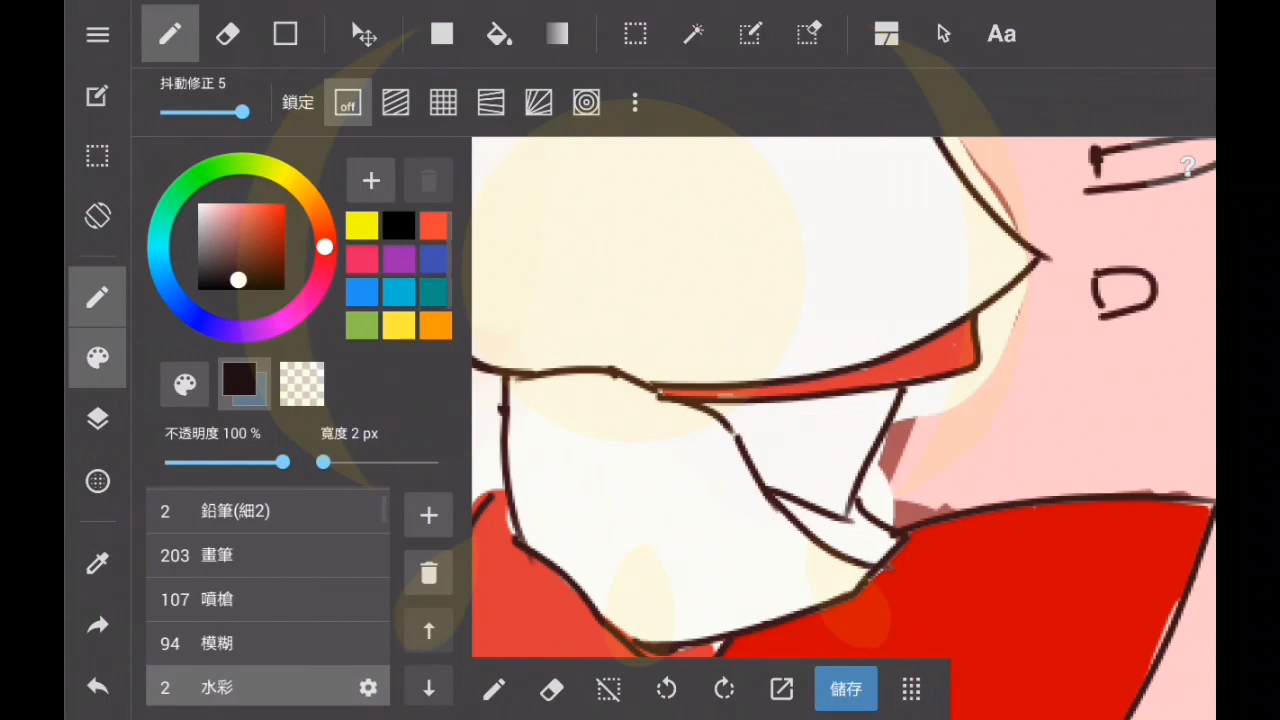 Aa
抖動修正 5
鎖定
off
?
不透明度 100 %
寬度 2 px
2 鉛筆(細2)
203 畫筆
107 噴槍
94 模糊
2 水彩
儲存